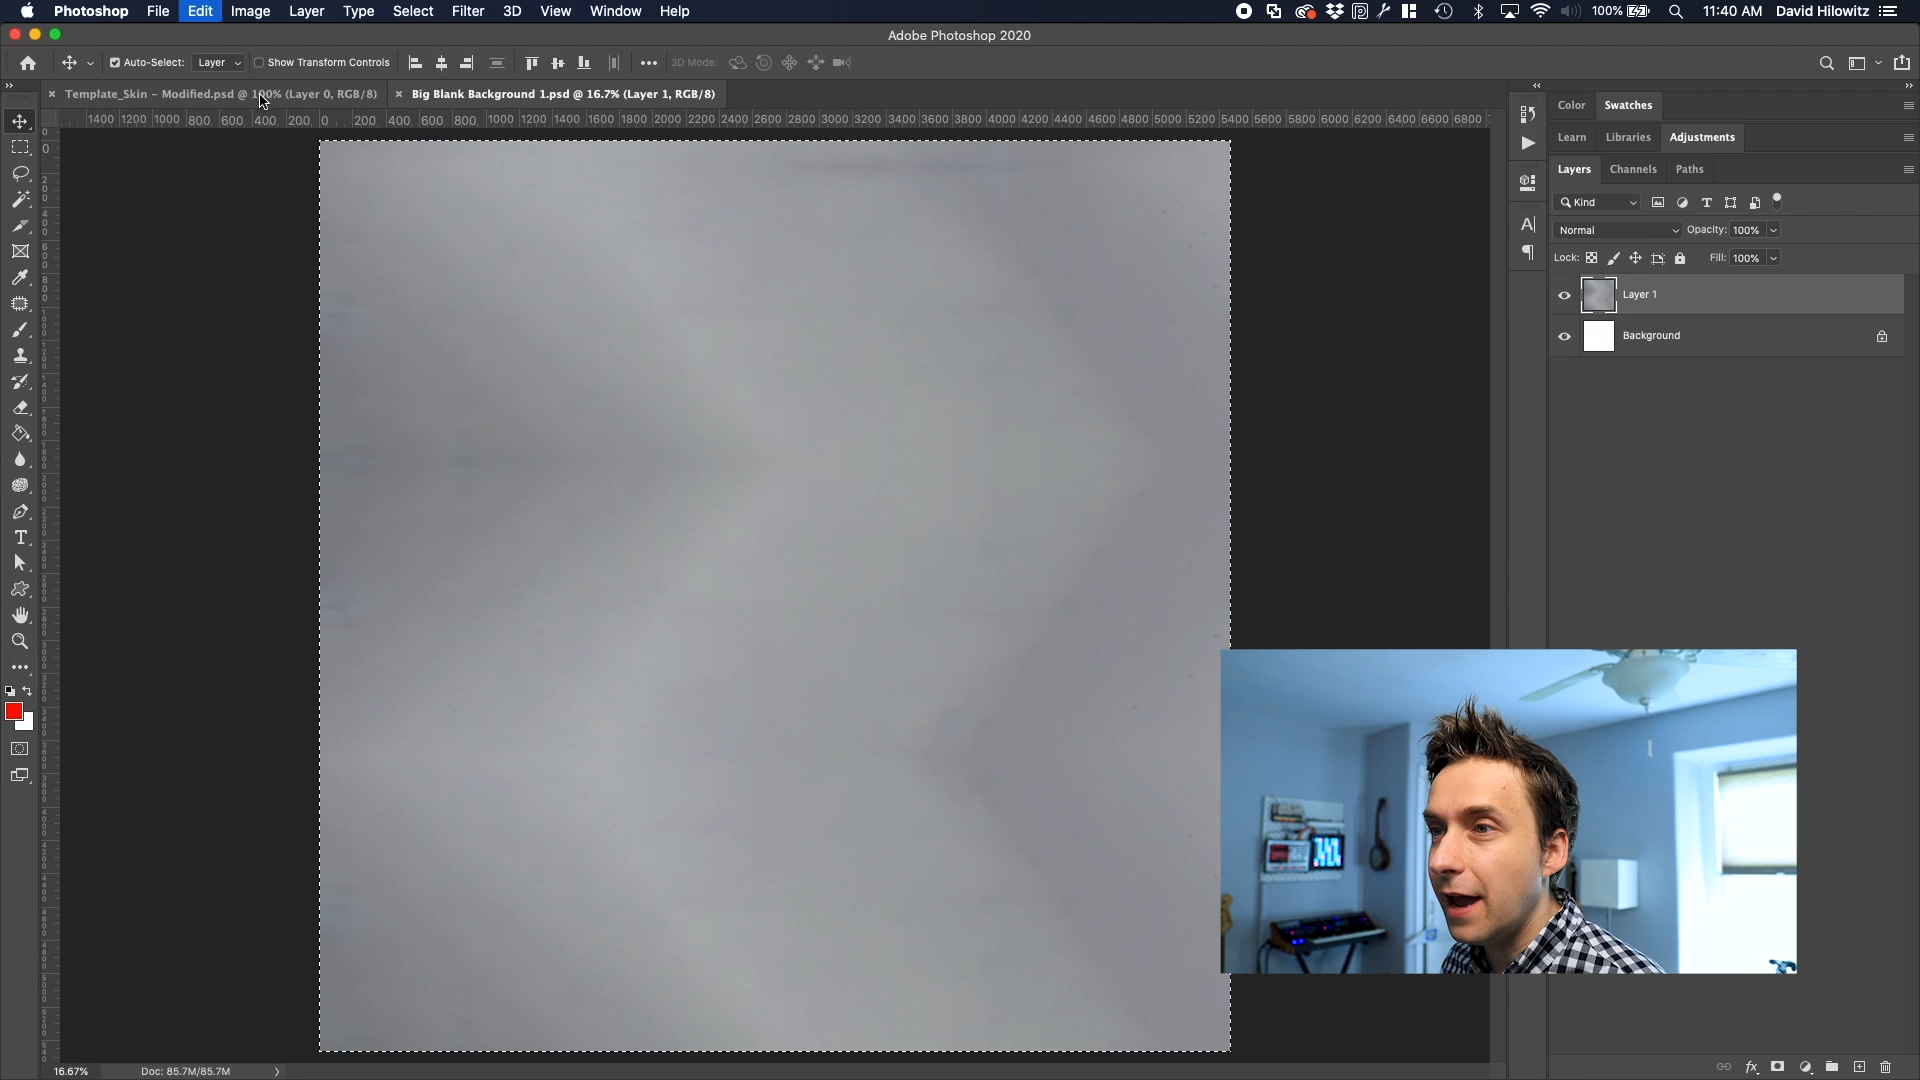 Photoshop File Edit Image Layer Type Select Filter 3D View Window Help 100% 11:40 AM David Hilowitz
Adobe Photoshop 2020
Auto-Select: Layer Show Transform Controls 3D Mode:
Template_Skin - Modified.psd @ 100% (Layer 0, RGB/8) Big Blank Background 1.psd @ 16.7% (Layer 1, RGB/8)
1400 1200 1000 800 600 400 200 0 200 400 600 800 1000 1200 1400 1600 1800 2000 2200 2400 2600 2800 3000 3200 3400 3600 3800 4000 4200 4400 4600 4800 5000 5200 5400 5600 5800 6000 6200 6400 6600 6800
Color Swatches
Learn Libraries Adjustments
Layers Channels Paths
Kind
Normal Opacity: 100%
Lock: Fill: 100%
Layer 1
Background
16.67% Doc: 85.7M/85.7M